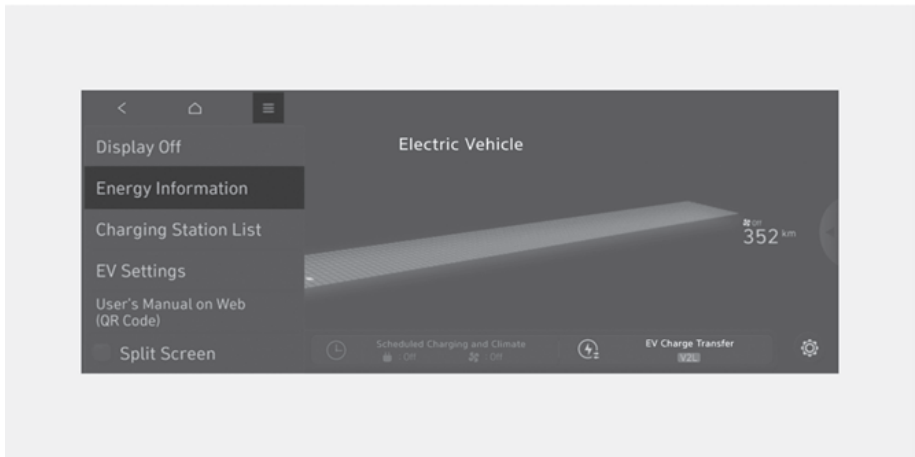 Display Off
Energy Information
Charging Station List
EV Settings
User's Manual on Web
(QR Code)
Split Screen
Electric Vehicle
Off
352 km
Scheduled Charging and Climate
: Off : Off
EV Charge Transfer
V2L